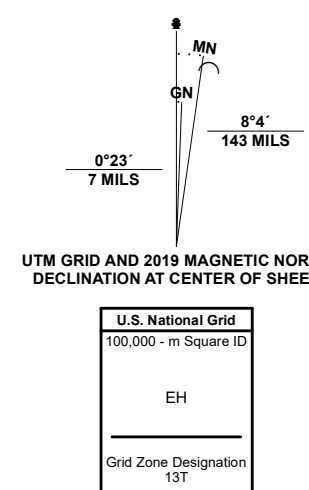 MN
GN
8°4´
143 MILS
0°23´
7 MILS
UTM GRID AND 2019 MAGNETIC NOR
DECLINATION AT CENTER OF SHEE
U.S. National Grid
100,000 - m Square ID
EH
Grid Zone Designation
13T